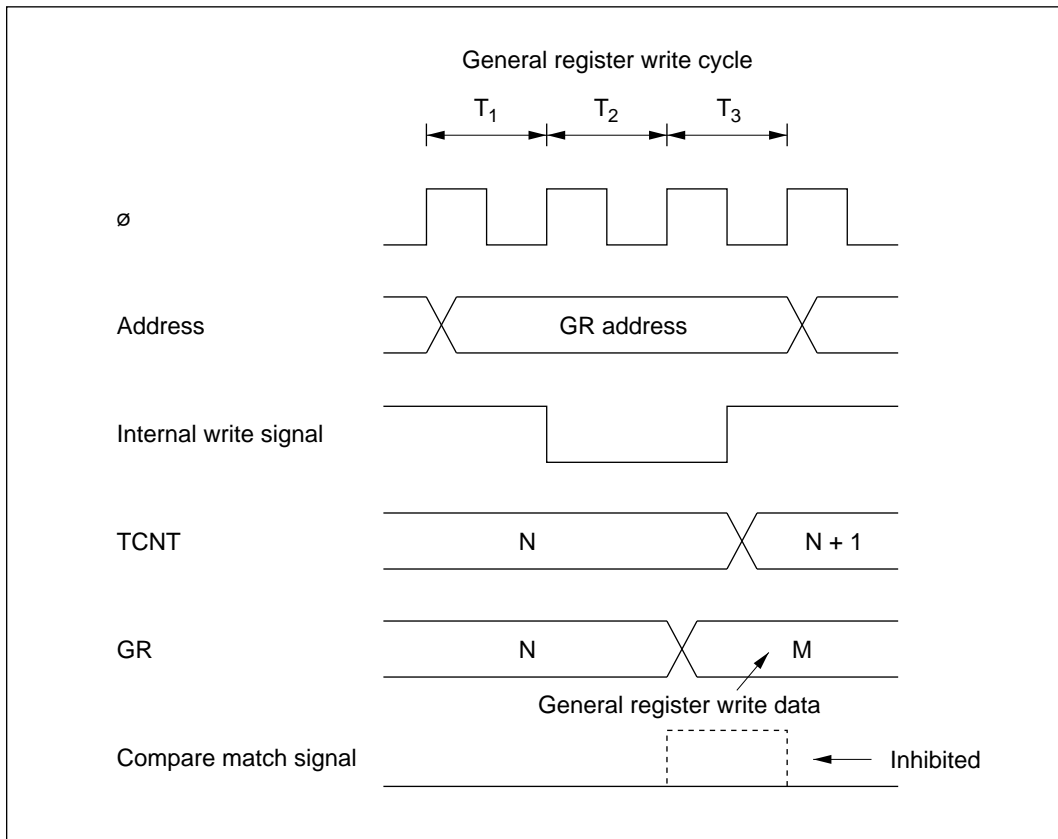 General register write cycle
T1 T2 T3
ø
Address GR address
Internal write signal
TCNT N N + 1
GR N M
General register write data
Compare match signal Inhibited